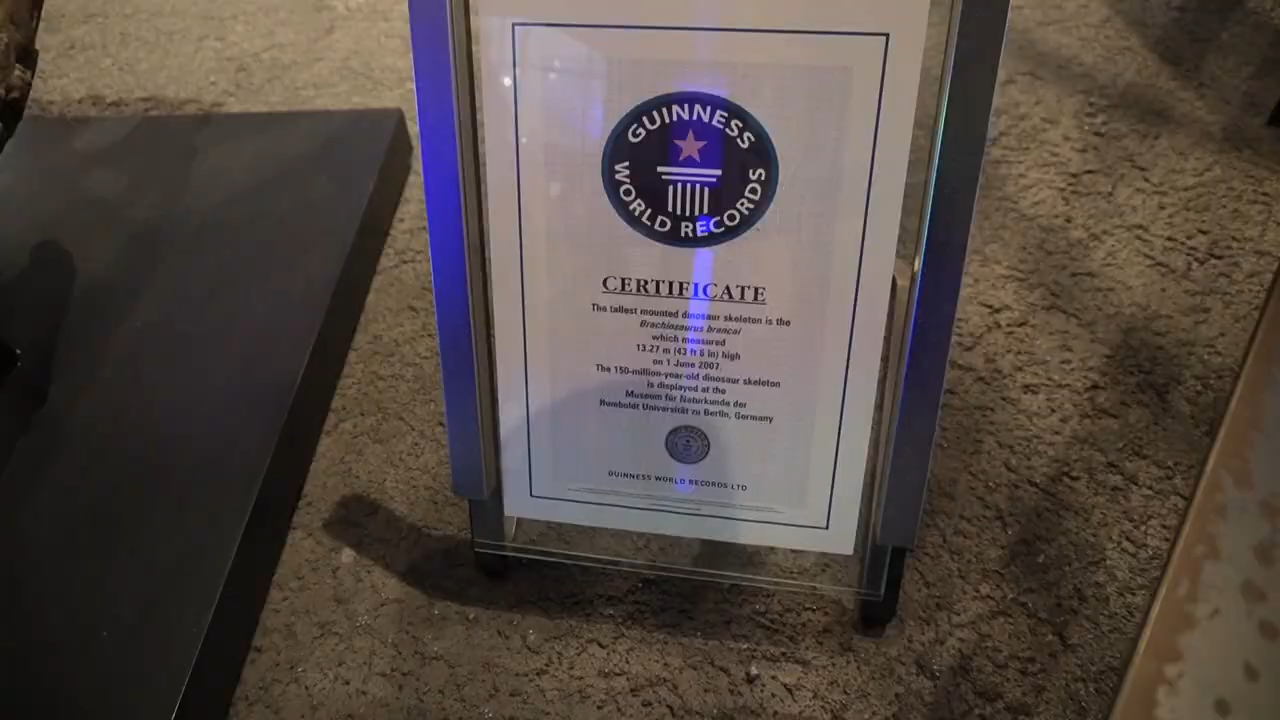 GUINNESS
WORLD RECORDS
CERTIFICATE
The tallest mounted dinosaur skeleton is the
Brachiosaurus brancai
which measured
13.27 m (43 ft 6 in) high
on 1 June 2007.
The 150-million-year-old dinosaur skeleton
is displayed at the
Museum für Naturkunde der
Humboldt Universität zu Berlin, Germany
GUINNESS WORLD RECORDS LTD